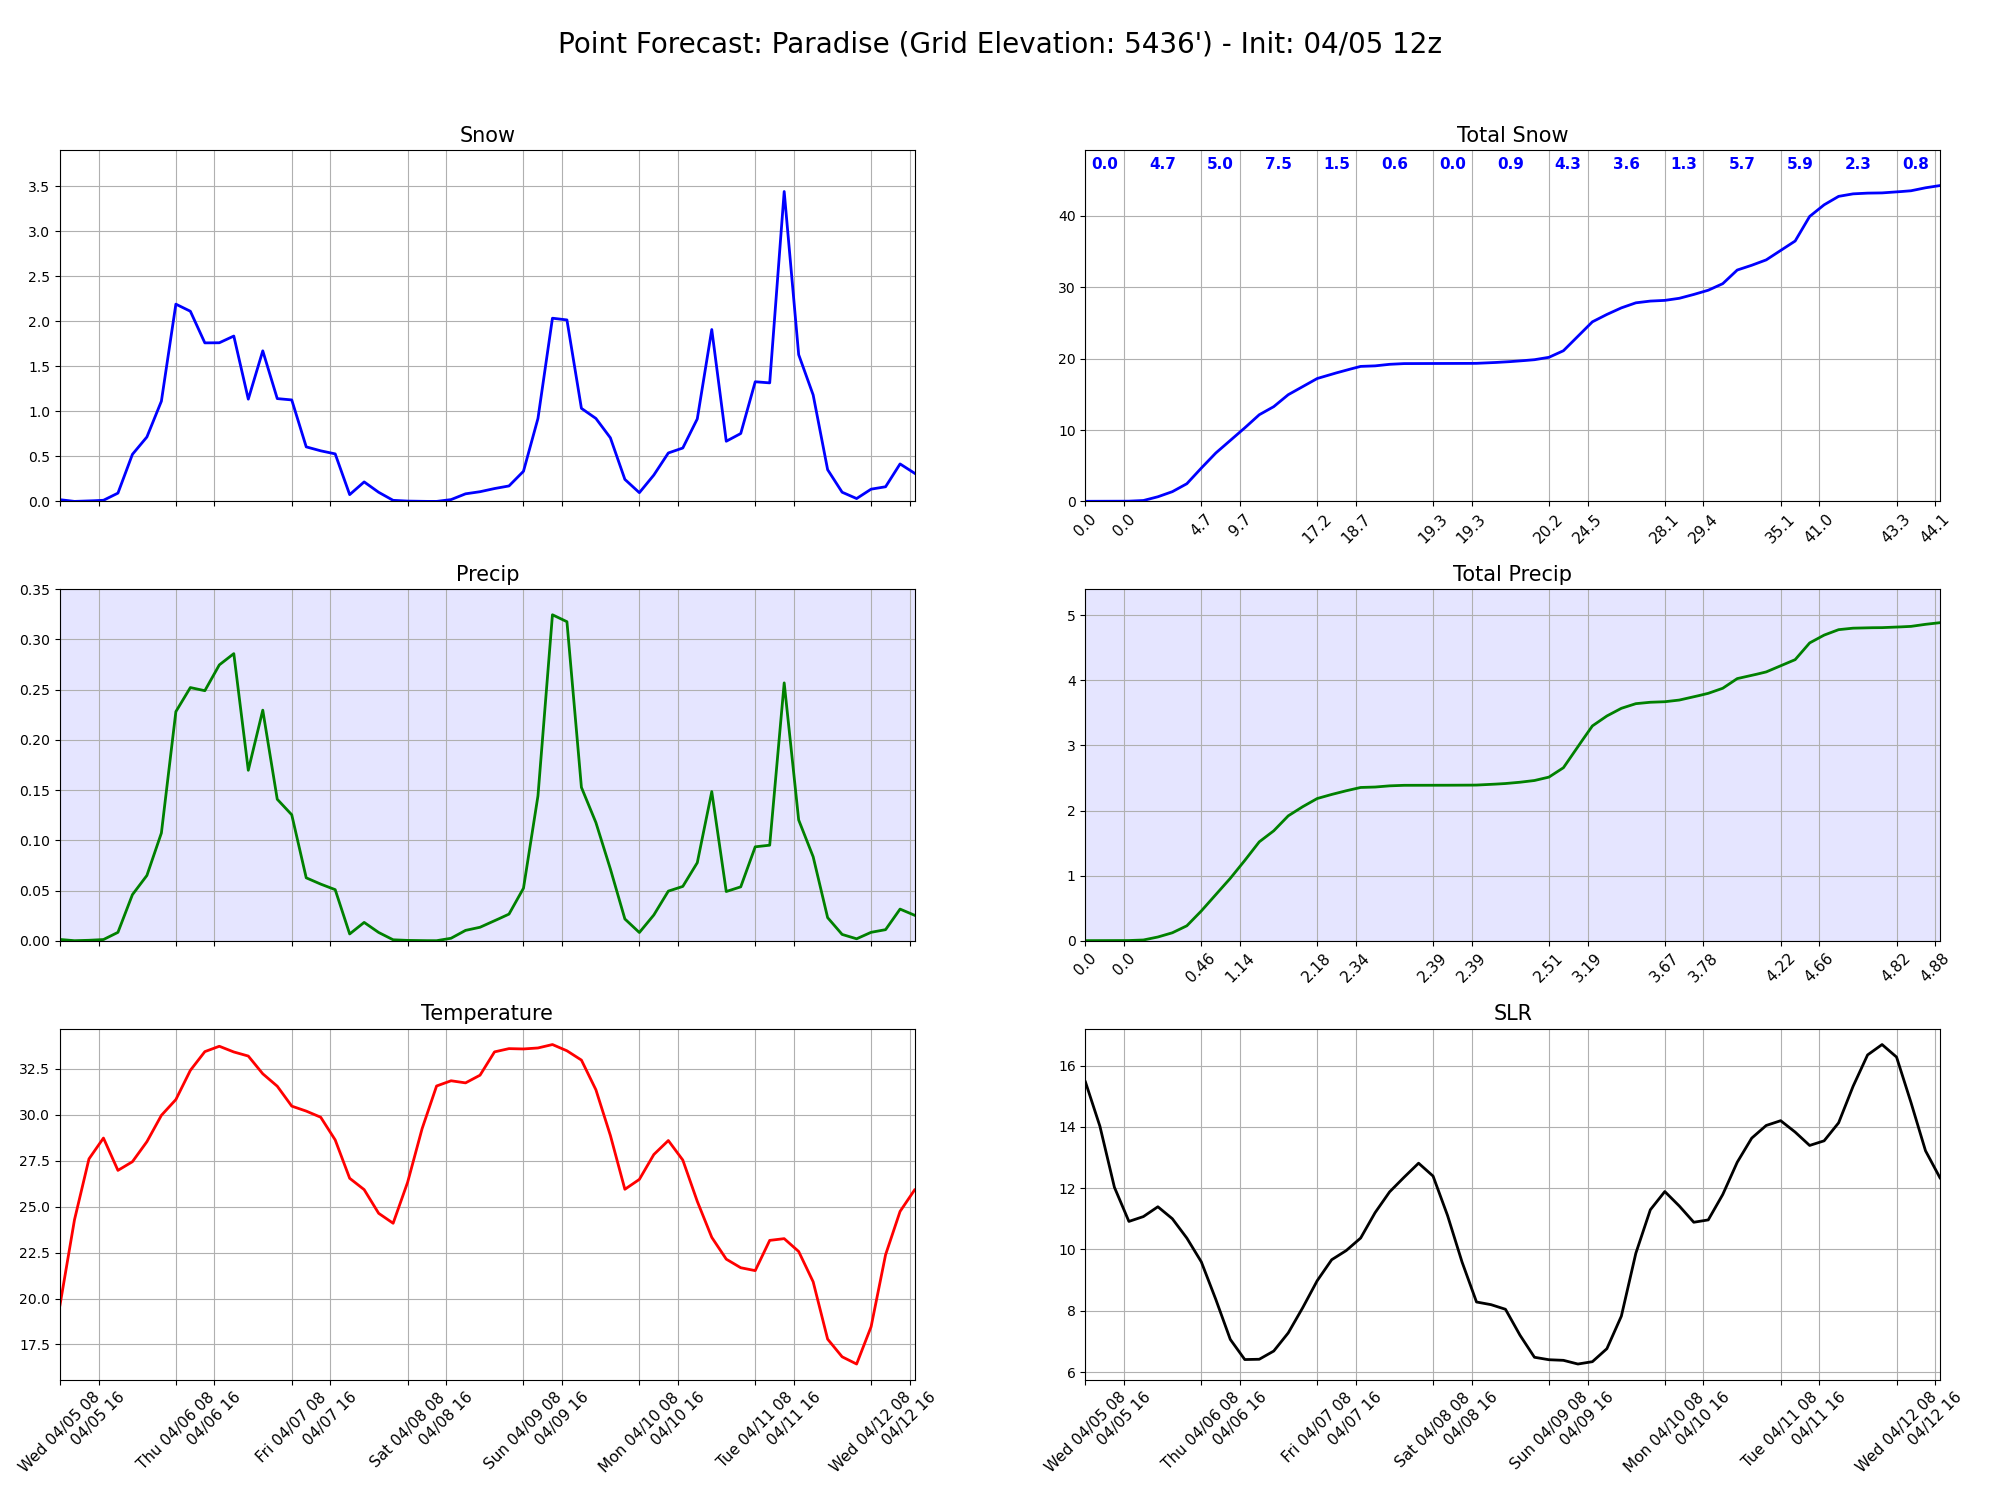 Point Forecast: Paradise (Grid Elevation: 5436') - Init: 04/05 12z
Snow
3.5
3.0
2.5
2.0
1.5
1.0
0.5
0.0
Total Snow
0.0 4.7 5.0 7.5 1.5 0.6 0.0 0.9 4.3 3.6 1.3 5.7 5.9 2.3 0.8
40
30
20
10
0
0.0 0.0 4.7 9.7 17.2 18.7 19.3 19.3 20.2 24.5 28.1 29.4 35.1 41.0 43.3 44.1
Precip
0.35
0.30
0.25
0.20
0.15
0.10
0.05
0.00
Total Precip
5
4
3
2
1
0
0.0 0.0 0.46 1.14 2.18 2.34 2.39 2.39 2.51 3.19 3.67 3.78 4.22 4.66 4.82 4.88
Temperature
32.5
30.0
27.5
25.0
22.5
20.0
17.5
Wed 04/05 08
04/05 16
Thu 04/06 08
04/06 16
Fri 04/07 08
04/07 16
Sat 04/08 08
04/08 16
Sun 04/09 08
04/09 16
Mon 04/10 08
04/10 16
Tue 04/11 08
04/11 16
Wed 04/12 08
04/12 16
SLR
16
14
12
10
8
6
Wed 04/05 08
04/05 16
Thu 04/06 08
04/06 16
Fri 04/07 08
04/07 16
Sat 04/08 08
04/08 16
Sun 04/09 08
04/09 16
Mon 04/10 08
04/10 16
Tue 04/11 08
04/11 16
Wed 04/12 08
04/12 16